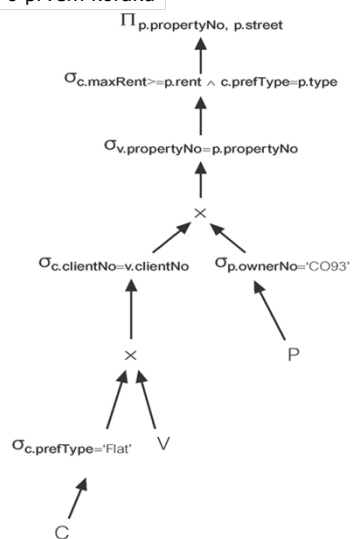 Π p.propertyNo, p.street
σ c.maxRent>=p.rent ∧ c.prefType=p.type
σ v.propertyNo=p.propertyNo
×
σ c.clientNo=v.clientNo σ p.ownerNo='CO93'
× P
σ c.prefType='Flat' V
C